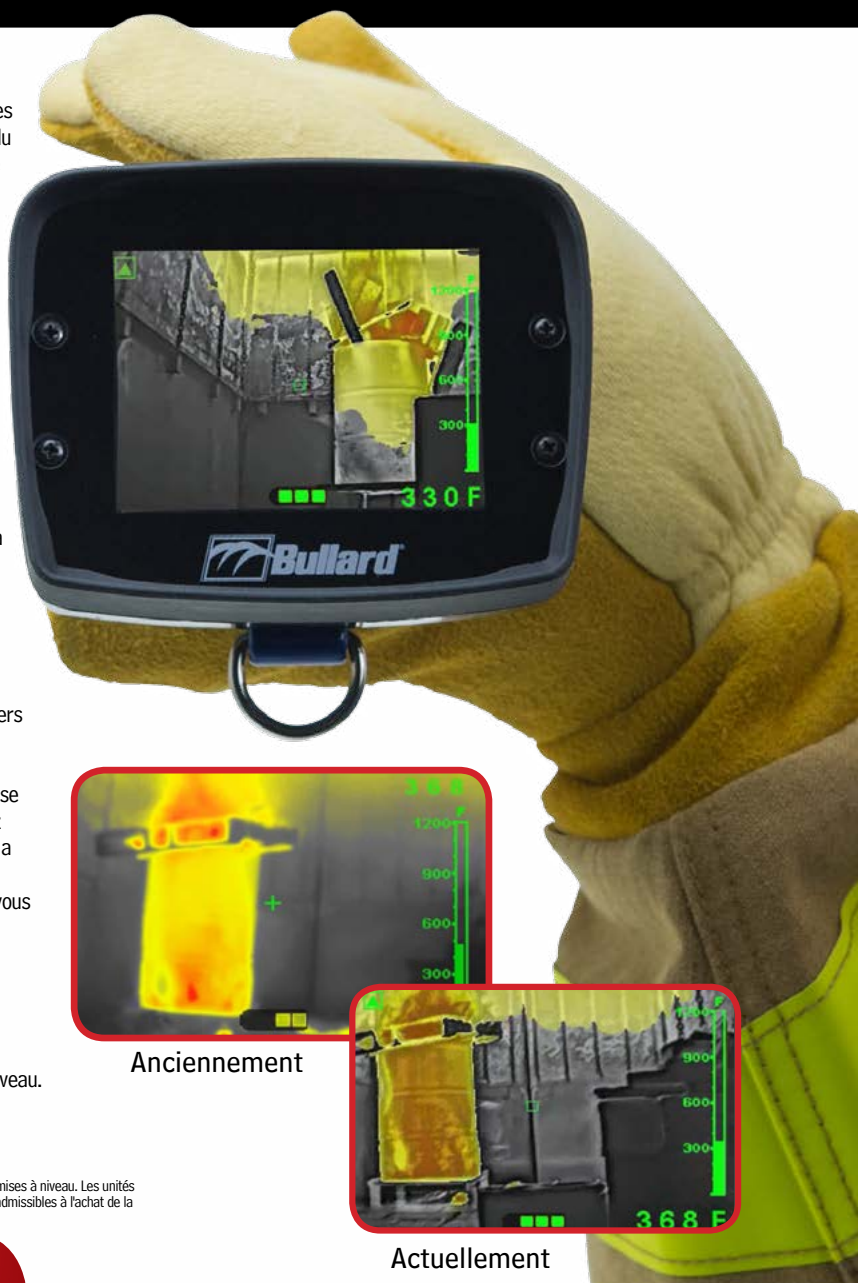 es
F
1200
900
600
300
330 F
Bullard
ers
se
a
vous
368
F
1200
900
600
300
Anciennement
F
1200
900
600
300
368 F
veau.
mises à niveau. Les unités
admissibles à l'achat de la
Actuellement